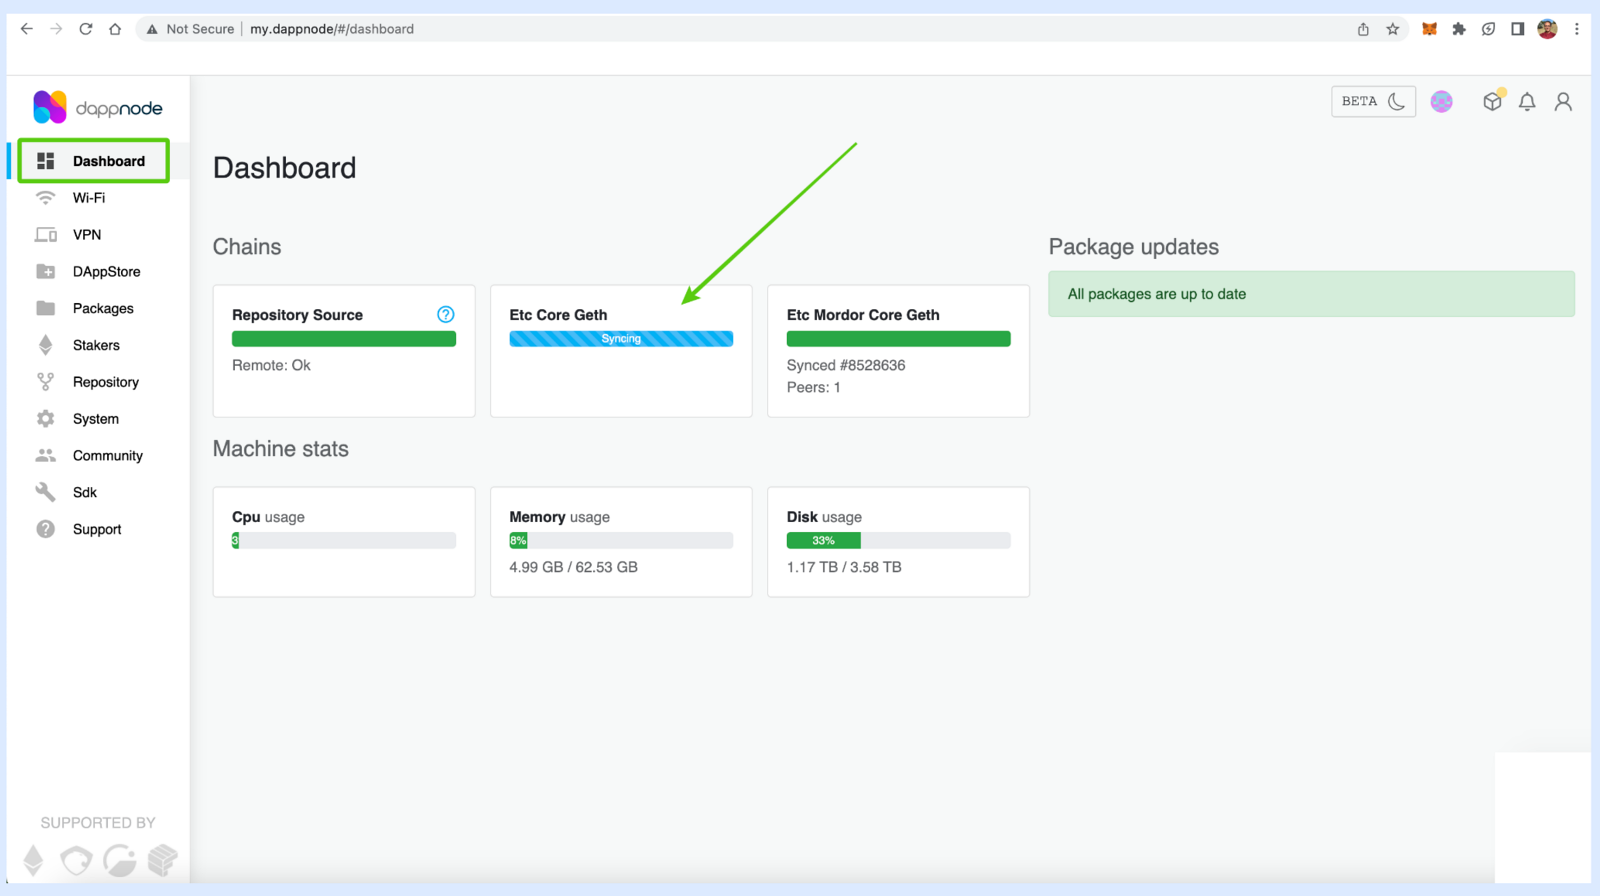 Not Secure | my.dappnode/#/dashboard
dappnode
BETA
Dashboard
Wi-Fi
VPN
DAppStore
Packages
Stakers
Repository
System
Community
Sdk
Support
SUPPORTED BY
Dashboard
Chains
Repository Source
Remote: Ok
Etc Core Geth
Syncing
Etc Mordor Core Geth
Synced #8528636
Peers: 1
Machine stats
Cpu usage
3
Memory usage
8%
4.99 GB / 62.53 GB
Disk usage
33%
1.17 TB / 3.58 TB
Package updates
All packages are up to date